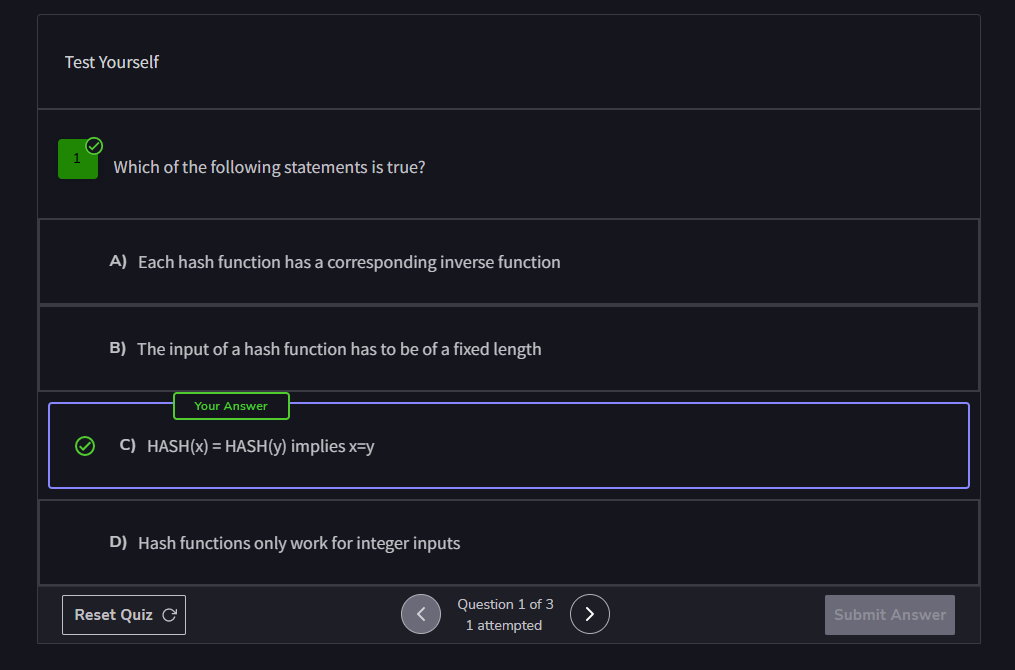 Test Yourself
1
Which of the following statements is true?
A) Each hash function has a corresponding inverse function
B) The input of a hash function has to be of a fixed length
Your Answer
C) HASH(x) = HASH(y) implies x=y
D) Hash functions only work for integer inputs
Reset Quiz
Question 1 of 3
1 attempted
Submit Answer